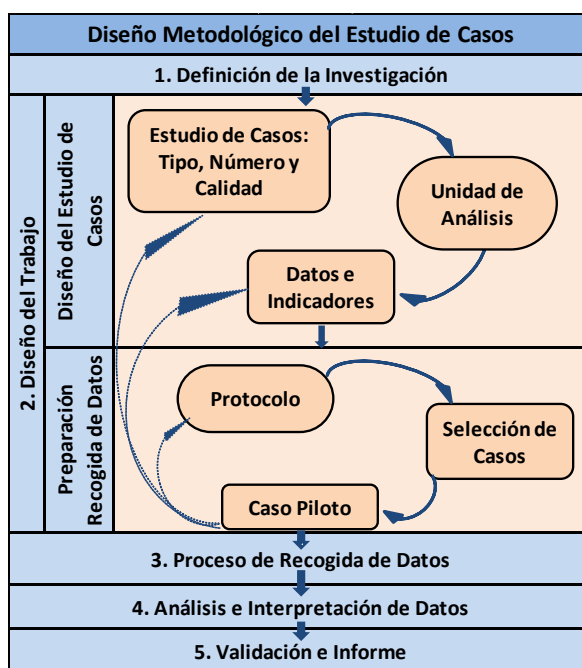 Diseño Metodológico del Estudio de Casos
1. Definición de la Investigación
2. Diseño del Trabajo
Diseño del Estudio de
Casos
Estudio de Casos:
Tipo, Número y
Calidad
Unidad de
Análisis
Datos e
Indicadores
Preparación
Recogida de Datos
Protocolo
Selección de
Casos
Caso Piloto
3. Proceso de Recogida de Datos
4. Análisis e Interpretación de Datos
5. Validación e Informe